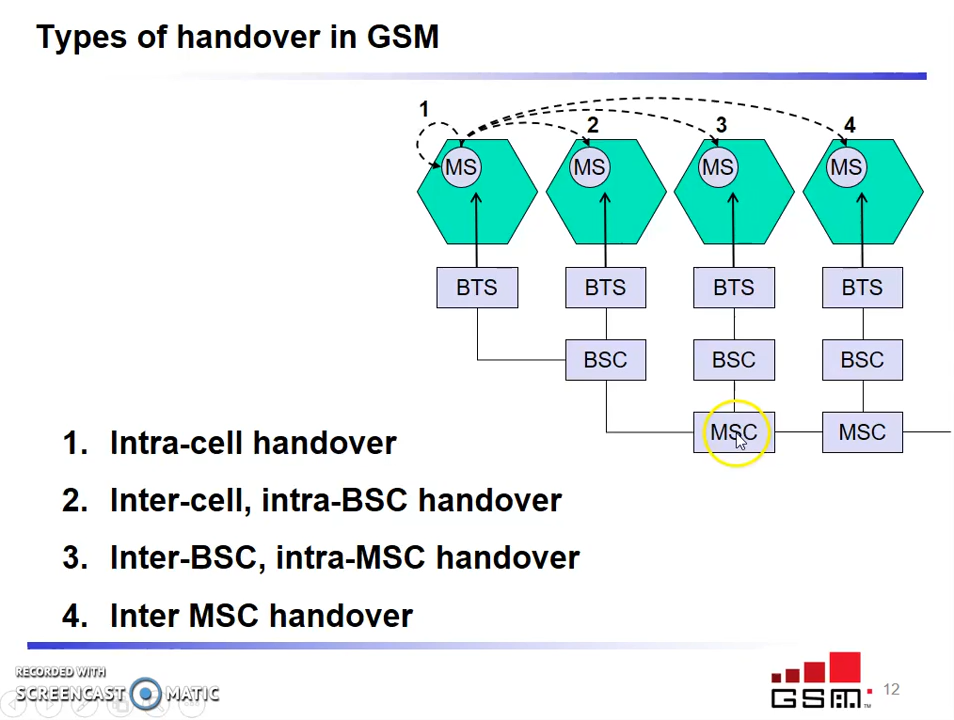 Types of handover in GSM
1
2
3
4
MS
MS
MS
MS
BTS
BTS
BTS
BTS
BSC
BSC
BSC
MSC
MSC
1. Intra-cell handover
2. Inter-cell, intra-BSC handover
3. Inter-BSC, intra-MSC handover
4. Inter MSC handover
RECORDED WITH
SCREENCAST MATIC
GSM™
12